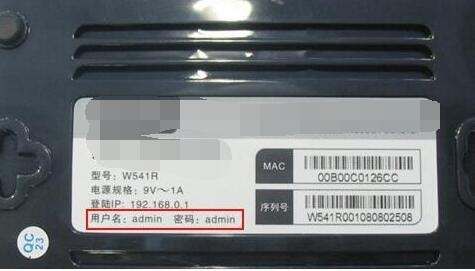 型号: W541R
电源规格: 9V～1A
登陆IP: 192.168.0.1
用户名: admin 密码: admin
MAC
00B00C0126CC
序列号
W541R001080802508
QC
23